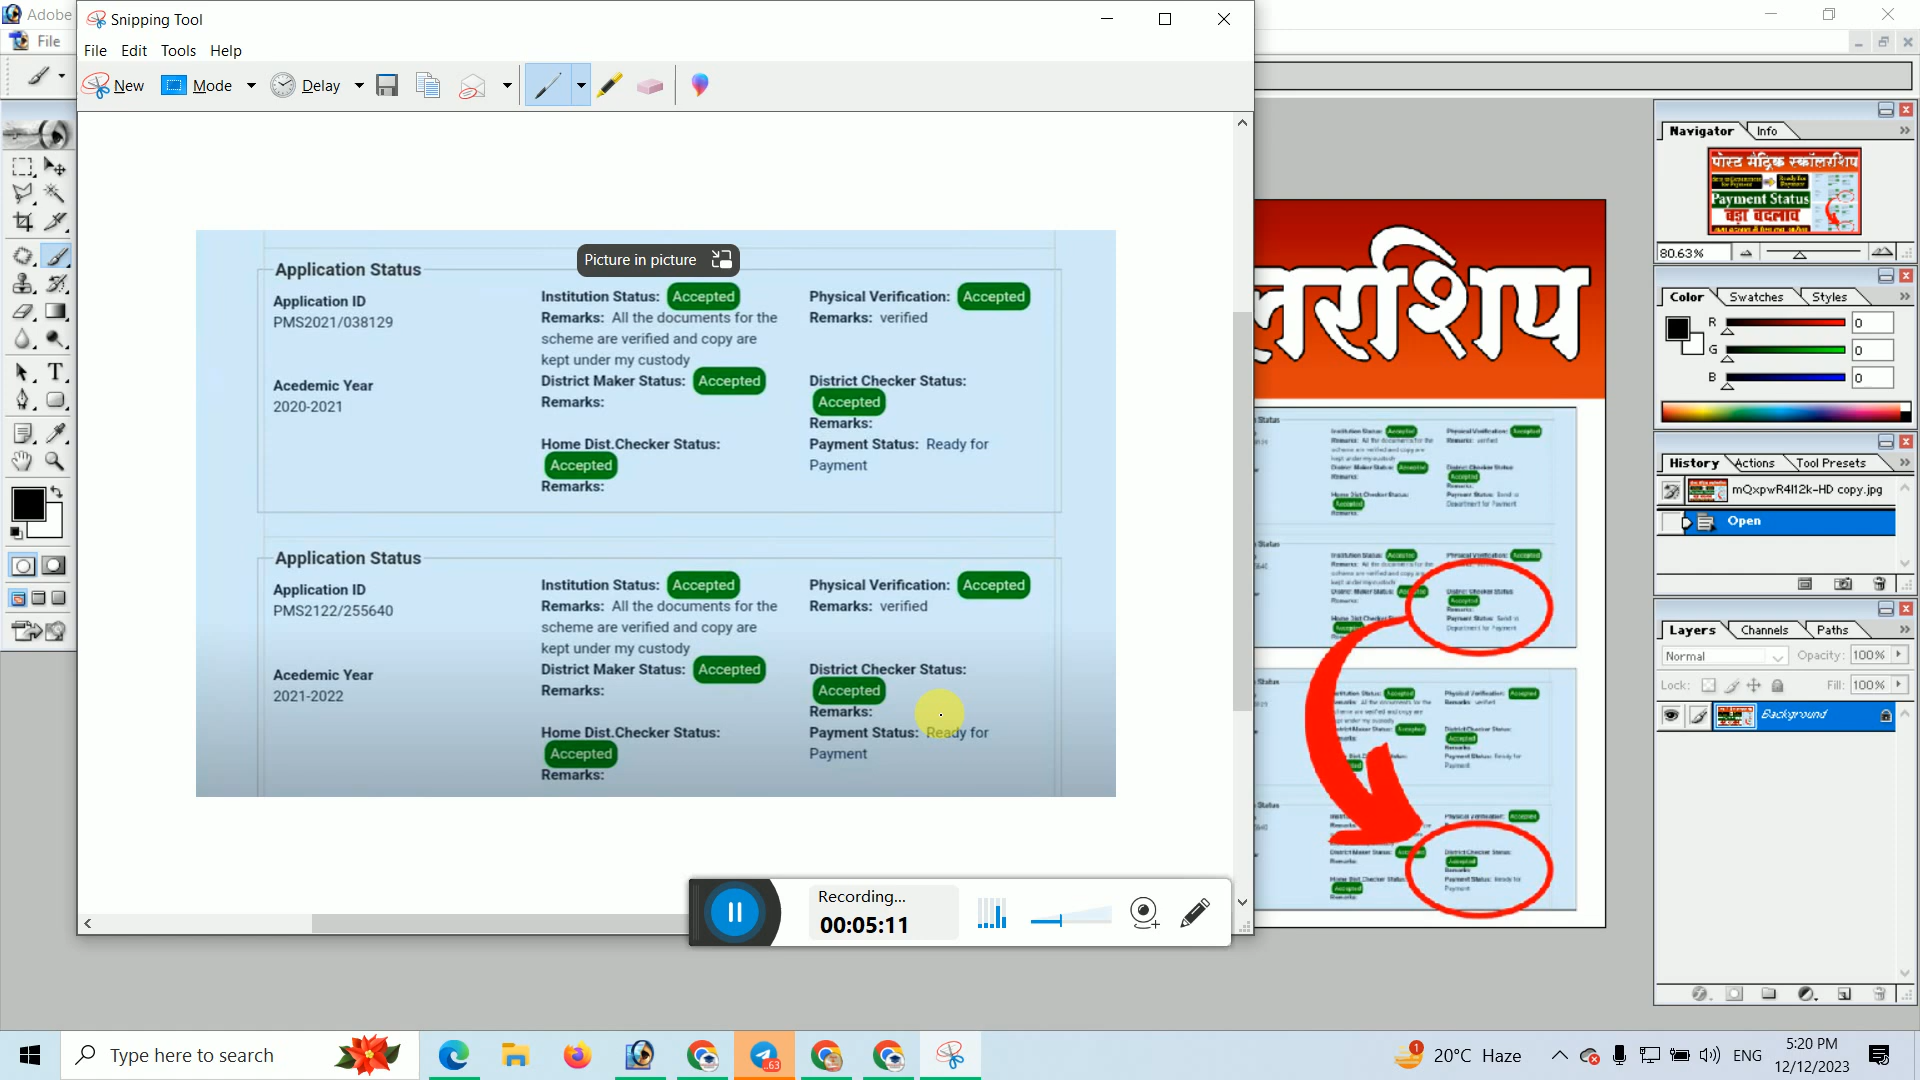 Adobe
File
Snipping Tool
File Edit Tools Help
New Mode Delay
Application Status
Picture in picture
Application ID
PMS2021/038129
Institution Status: Accepted
Remarks: All the documents for the
scheme are verified and copy are
kept under my custody
Physical Verification: Accepted
Remarks: verified
Acedemic Year
2020-2021
District Maker Status: Accepted
Remarks:
District Checker Status:
Accepted
Remarks:
Home Dist.Checker Status:
Accepted
Remarks:
Payment Status: Ready for
Payment
Application Status
Application ID
PMS2122/255640
Institution Status: Accepted
Remarks: All the documents for the
scheme are verified and copy are
kept under my custody
Physical Verification: Accepted
Remarks: verified
Acedemic Year
2021-2022
District Maker Status: Accepted
Remarks:
District Checker Status:
Accepted
Remarks:
Home Dist.Checker Status:
Accepted
Remarks:
Payment Status: Ready for
Payment
Recording...
00:05:11
Navigator Info
पोस्ट मेट्रिक स्कॉलरशिप
Payment Status
बड़ा बदलाव
80.63%
Color Swatches Styles
R 0
G 0
B 0
History Actions Tool Presets
mQxpwR4l12k-HD copy.jpg
Open
Layers Channels Paths
Normal Opacity: 100%
Lock: Fill: 100%
Background
Type here to search
63
1
20°C Haze
ENG
5:20 PM
12/12/2023